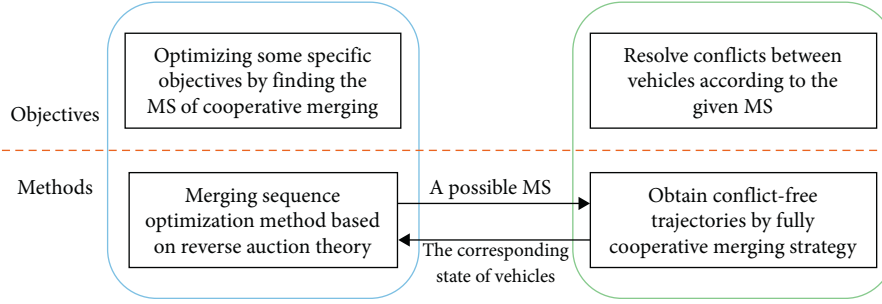 Optimizing some specific
objectives by finding the
MS of cooperative merging
Resolve conflicts between
vehicles according to the
given MS
Objectives
Methods
Merging sequence
optimization method based
on reverse auction theory
A possible MS
The corresponding
state of vehicles
Obtain conflict-free
trajectories by fully
cooperative merging strategy